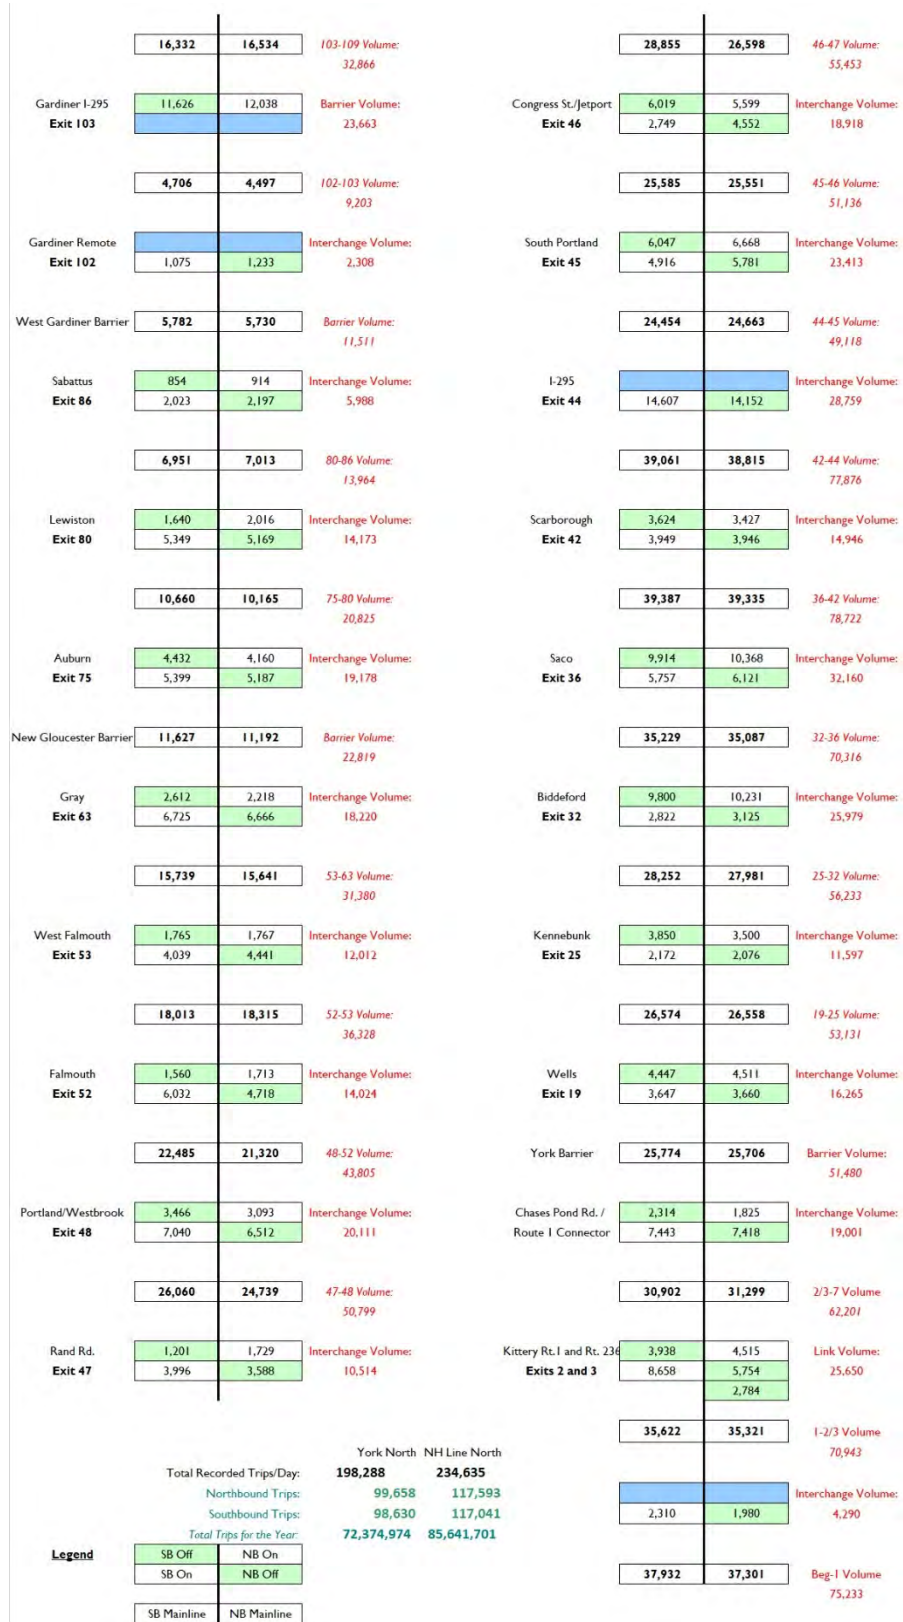 16,332 16,534 103-109 Volume:
32,866
Gardiner I-295 11,626 12,038 Barrier Volume:
Exit 103 23,663
4,706 4,497 102-103 Volume:
9,203
Gardiner Remote Interchange Volume:
Exit 102 1,075 1,233 2,308
West Gardiner Barrier 5,782 5,730 Barrier Volume:
11,511
Sabattus 854 914 Interchange Volume:
Exit 86 2,023 2,197 5,988
6,951 7,013 80-86 Volume:
13,964
Lewiston 1,640 2,016 Interchange Volume:
Exit 80 5,349 5,169 14,173
10,660 10,165 75-80 Volume:
20,825
Auburn 4,432 4,160 Interchange Volume:
Exit 75 5,399 5,187 19,178
New Gloucester Barrier 11,627 11,192 Barrier Volume:
22,819
Gray 2,612 2,218 Interchange Volume:
Exit 63 6,725 6,666 18,220
15,739 15,641 53-63 Volume:
31,380
West Falmouth 1,765 1,767 Interchange Volume:
Exit 53 4,039 4,441 12,012
18,013 18,315 52-53 Volume:
36,328
Falmouth 1,560 1,713 Interchange Volume:
Exit 52 6,032 4,718 14,024
22,485 21,320 48-52 Volume:
43,805
Portland/Westbrook 3,466 3,093 Interchange Volume:
Exit 48 7,040 6,512 20,111
26,060 24,739 47-48 Volume:
50,799
Rand Rd. 1,201 1,729 Interchange Volume:
Exit 47 3,996 3,588 10,514
28,855 26,598 46-47 Volume:
55,453
Congress St./Jetport 6,019 5,599 Interchange Volume:
Exit 46 2,749 4,552 18,918
25,585 25,551 45-46 Volume:
51,136
South Portland 6,047 6,668 Interchange Volume:
Exit 45 4,916 5,781 23,413
24,454 24,663 44-45 Volume:
49,118
I-295 Interchange Volume:
Exit 44 14,607 14,152 28,759
39,061 38,815 42-44 Volume:
77,876
Scarborough 3,624 3,427 Interchange Volume:
Exit 42 3,949 3,946 14,946
39,387 39,335 36-42 Volume:
78,722
Saco 9,914 10,368 Interchange Volume:
Exit 36 5,757 6,121 32,160
35,229 35,087 32-36 Volume:
70,316
Biddeford 9,800 10,231 Interchange Volume:
Exit 32 2,822 3,125 25,979
28,252 27,981 25-32 Volume:
56,233
Kennebunk 3,850 3,500 Interchange Volume:
Exit 25 2,172 2,076 11,597
26,574 26,558 19-25 Volume:
53,131
Wells 4,447 4,511 Interchange Volume:
Exit 19 3,647 3,660 16,265
York Barrier 25,774 25,706 Barrier Volume:
51,480
Chases Pond Rd. / 2,314 1,825 Interchange Volume:
Route 1 Connector 7,443 7,418 19,001
30,902 31,299 2/3-7 Volume
62,201
Kittery Rt.1 and Rt. 236 3,938 4,515 Link Volume:
Exits 2 and 3 8,658 5,754 25,650
2,784
35,622 35,321 1-2/3 Volume
70,943
Interchange Volume:
2,310 1,980 4,290
37,932 37,301 Beg-1 Volume
75,233
York North NH Line North
Total Recorded Trips/Day: 198,288 234,635
Northbound Trips: 99,658 117,593
Southbound Trips: 98,630 117,041
Total Trips for the Year: 72,374,974 85,641,701
Legend SB Off NB On
SB On NB Off
SB Mainline NB Mainline